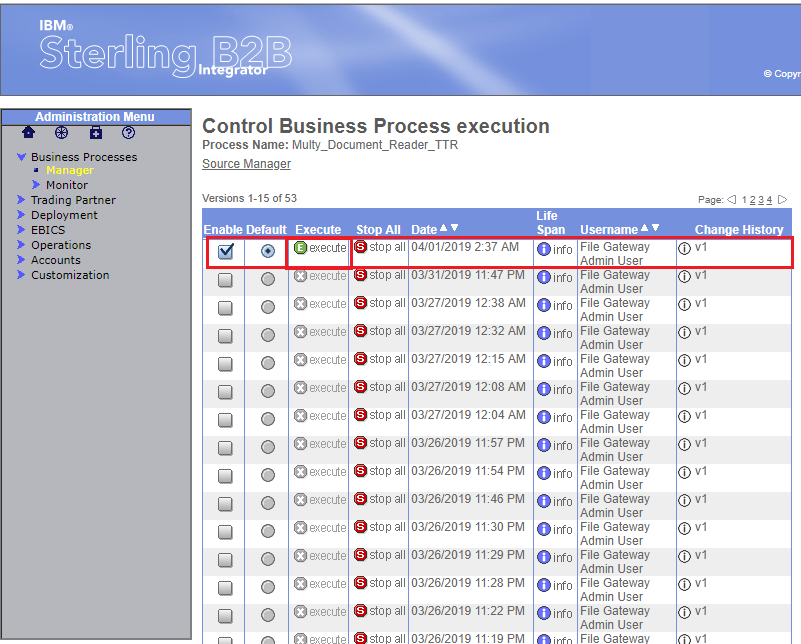 IBM®
Sterling B2B
Integrator
© Copyr
Administration Menu
Business Processes
Manager
Monitor
Trading Partner
Deployment
EBICS
Operations
Accounts
Customization
Control Business Process execution
Process Name: Multy_Document_Reader_TTR
Source Manager
Versions 1-15 of 53
Page: 1 2 3 4
Enable Default Execute Stop All Date Life Span Username Change History
execute stop all 04/01/2019 2:37 AM info File Gateway Admin User v1
execute stop all 03/31/2019 11:47 PM info File Gateway Admin User v1
execute stop all 03/27/2019 12:38 AM info File Gateway Admin User v1
execute stop all 03/27/2019 12:32 AM info File Gateway Admin User v1
execute stop all 03/27/2019 12:15 AM info File Gateway Admin User v1
execute stop all 03/27/2019 12:08 AM info File Gateway Admin User v1
execute stop all 03/27/2019 12:04 AM info File Gateway Admin User v1
execute stop all 03/26/2019 11:57 PM info File Gateway Admin User v1
execute stop all 03/26/2019 11:54 PM info File Gateway Admin User v1
execute stop all 03/26/2019 11:46 PM info File Gateway Admin User v1
execute stop all 03/26/2019 11:30 PM info File Gateway Admin User v1
execute stop all 03/26/2019 11:29 PM info File Gateway Admin User v1
execute stop all 03/26/2019 11:28 PM info File Gateway Admin User v1
execute stop all 03/26/2019 11:22 PM info File Gateway Admin User v1
execute stop all 03/26/2019 11:19 PM info File Gateway v1